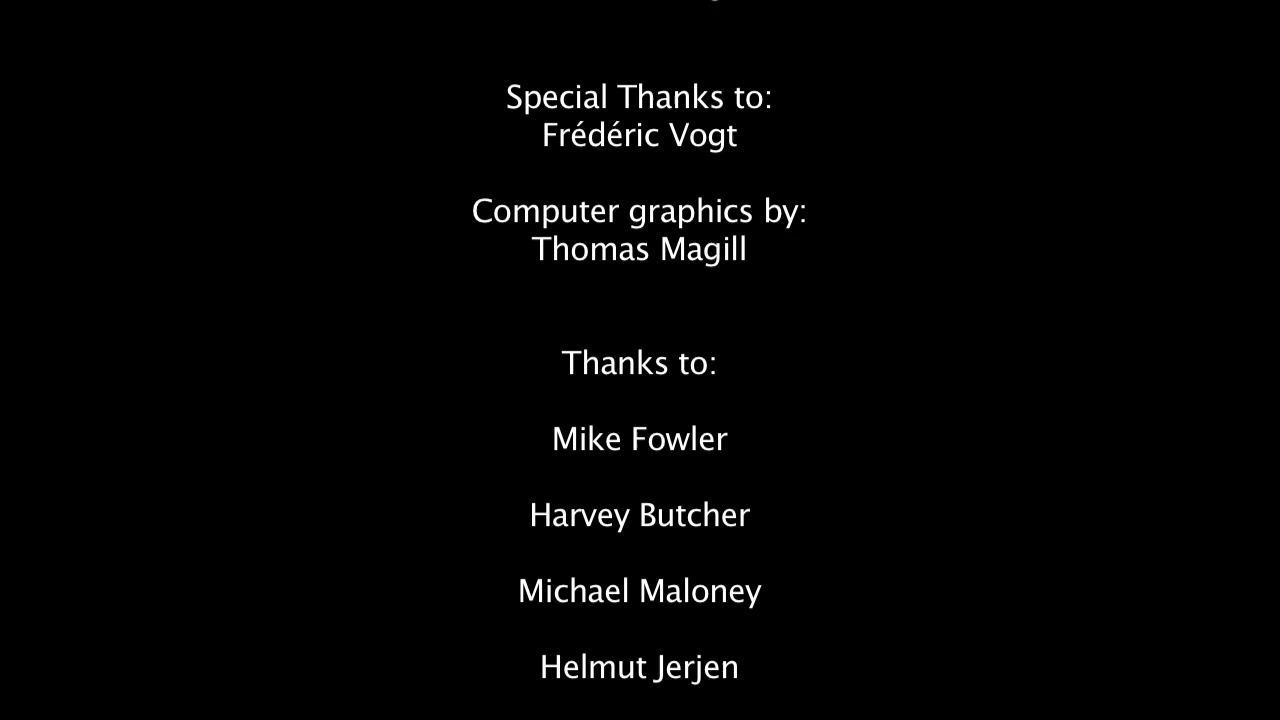 Special Thanks to:
Frédéric Vogt
Computer graphics by:
Thomas Magill
Thanks to:
Mike Fowler
Harvey Butcher
Michael Maloney
Helmut Jerjen